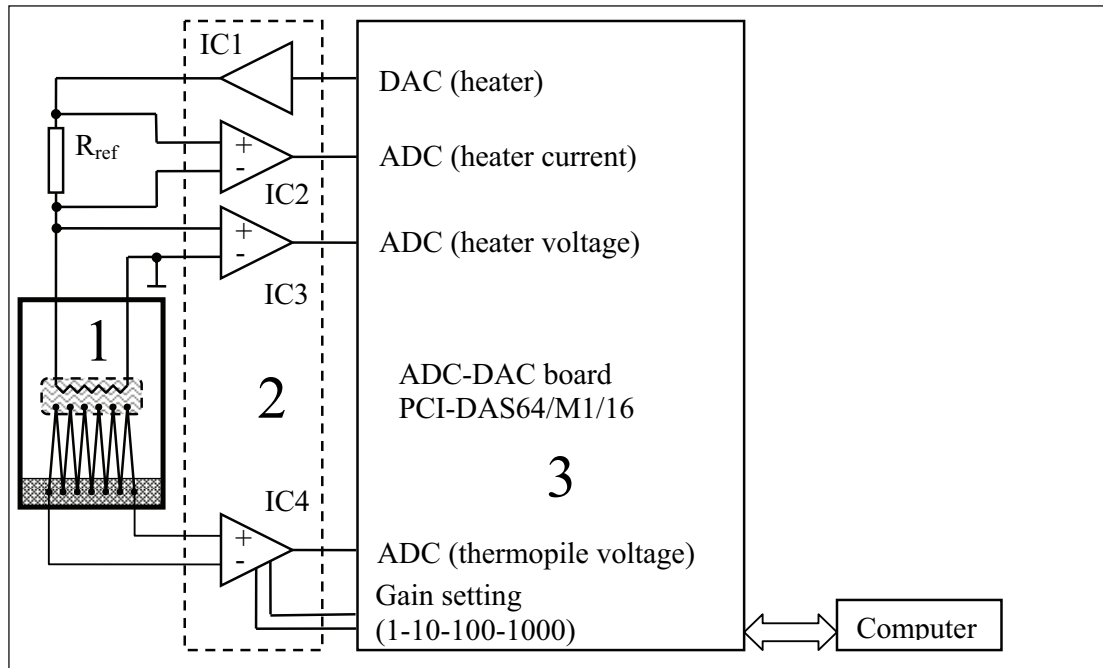 IC1
DAC (heater)
R_ref
+
-
ADC (heater current)
IC2
+
-
ADC (heater voltage)
IC3
1
2
ADC-DAC board
PCI-DAS64/M1/16
3
IC4
+
-
ADC (thermopile voltage)
Gain setting
(1-10-100-1000)
Computer